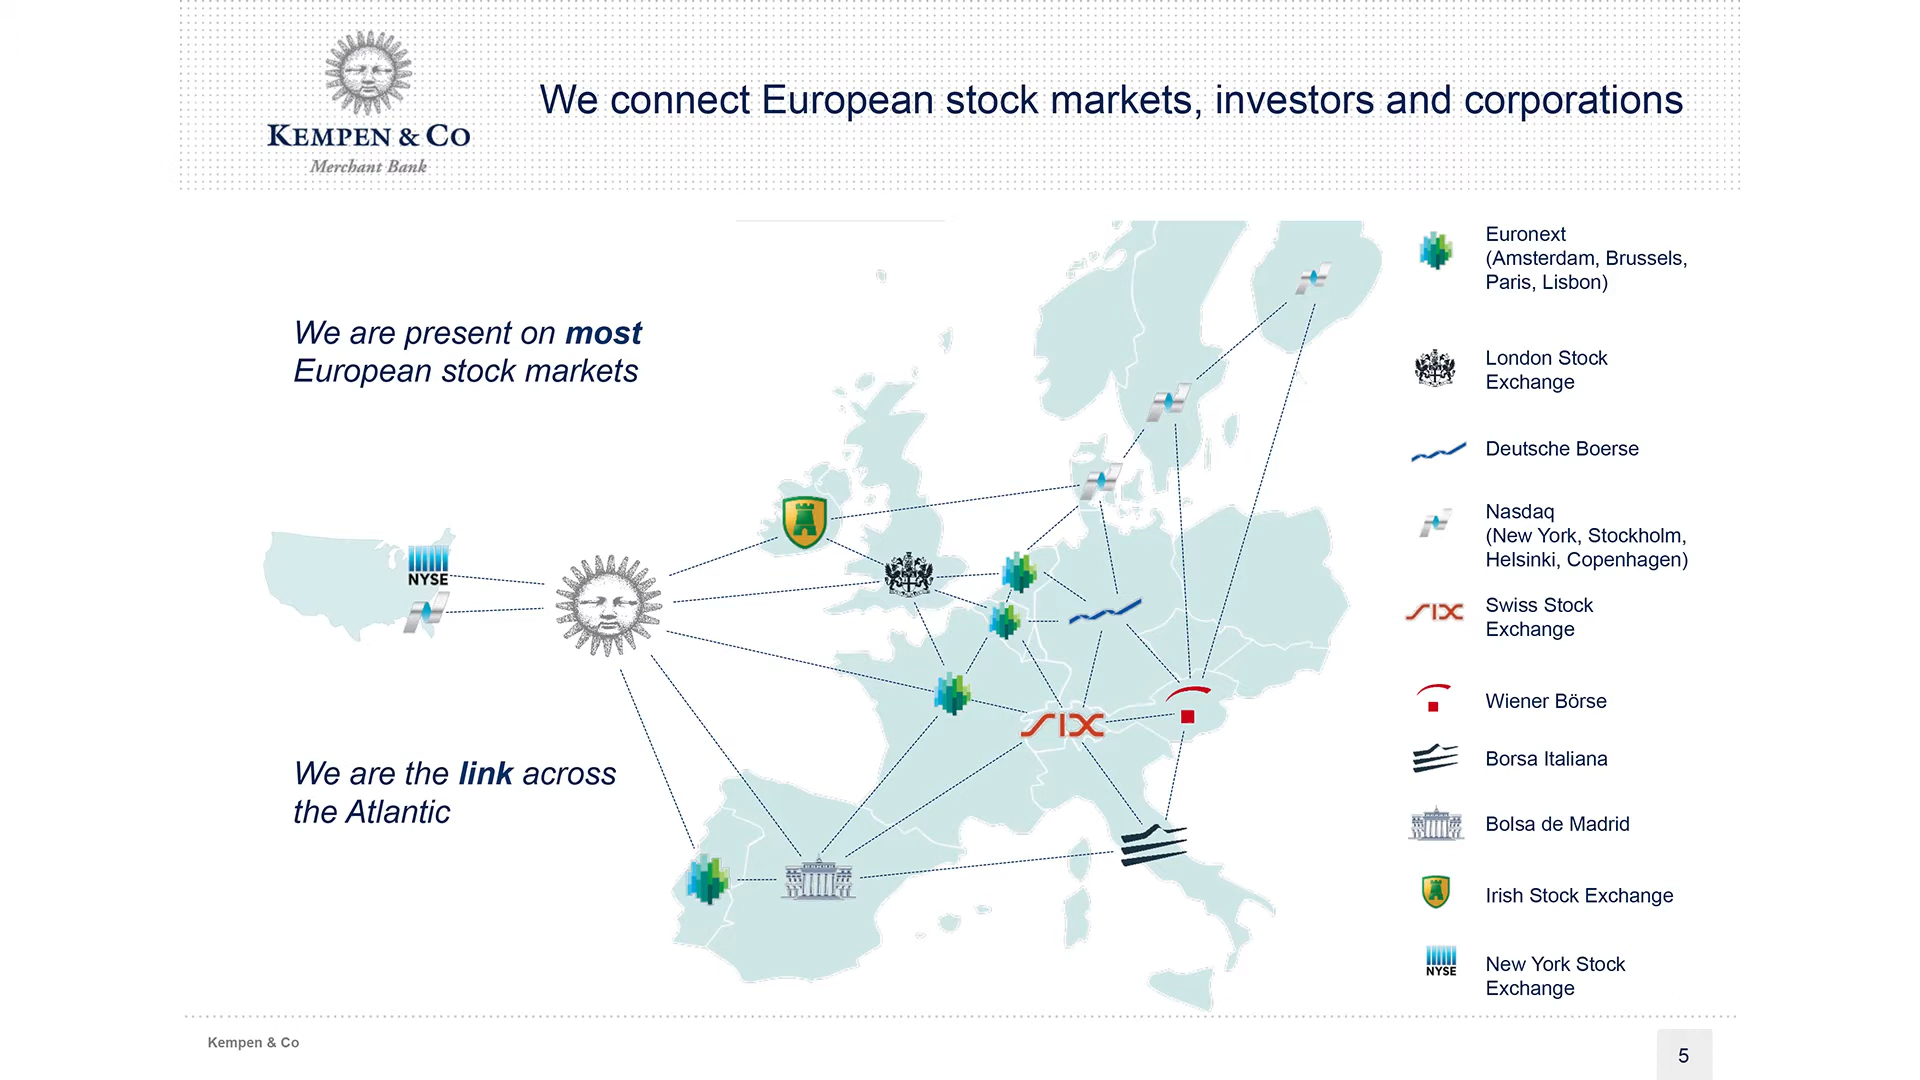 KEMPEN & CO
Merchant Bank
We connect European stock markets, investors and corporations
We are present on most
European stock markets
We are the link across
the Atlantic
NYSE
SIX
Euronext
(Amsterdam, Brussels,
Paris, Lisbon)
London Stock
Exchange
Deutsche Boerse
Nasdaq
(New York, Stockholm,
Helsinki, Copenhagen)
SIX
Swiss Stock
Exchange
Wiener Börse
Borsa Italiana
Bolsa de Madrid
Irish Stock Exchange
NYSE
New York Stock
Exchange
Kempen & Co
5